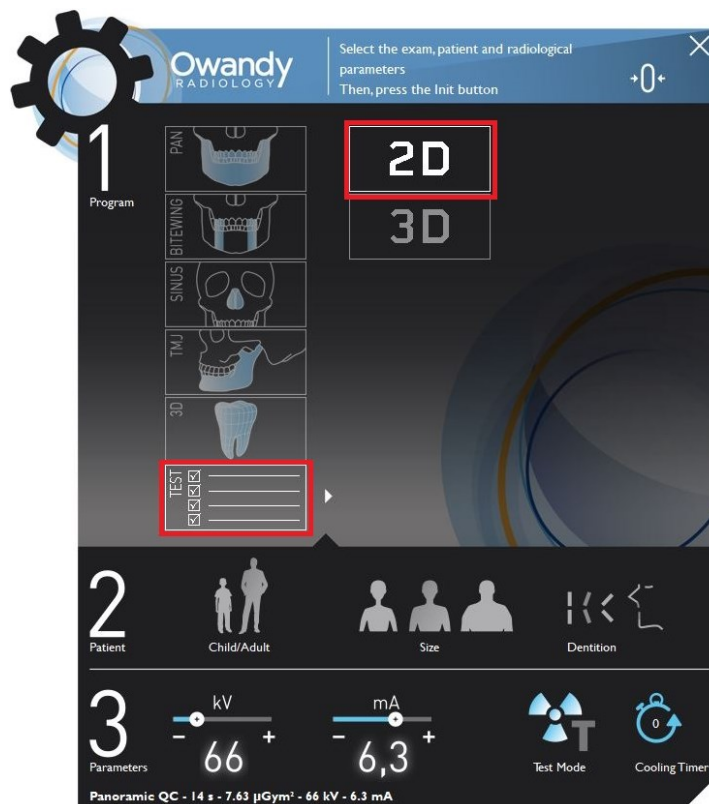 Owandy
RADIOLOGY
Select the exam, patient and radiological
parameters
Then, press the Init button
0
1
Program
PAN
BITEWING
SINUS
TMJ
3D
TEST
2D
3D
2
Patient
Child/Adult
Size
Dentition
3
Parameters
kV
- +
66
mA
- +
6,3
T
Test Mode
0
Cooling Timer
Panoramic QC - 14 s - 7.63 µGym² - 66 kV - 6.3 mA